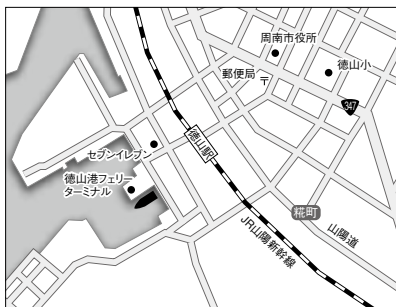 周南市役所
徳山小
郵便局
〒
347
徳山駅
セブンイレブン
徳山港フェリー
ターミナル
糀町
山陽道
JR山陽新幹線